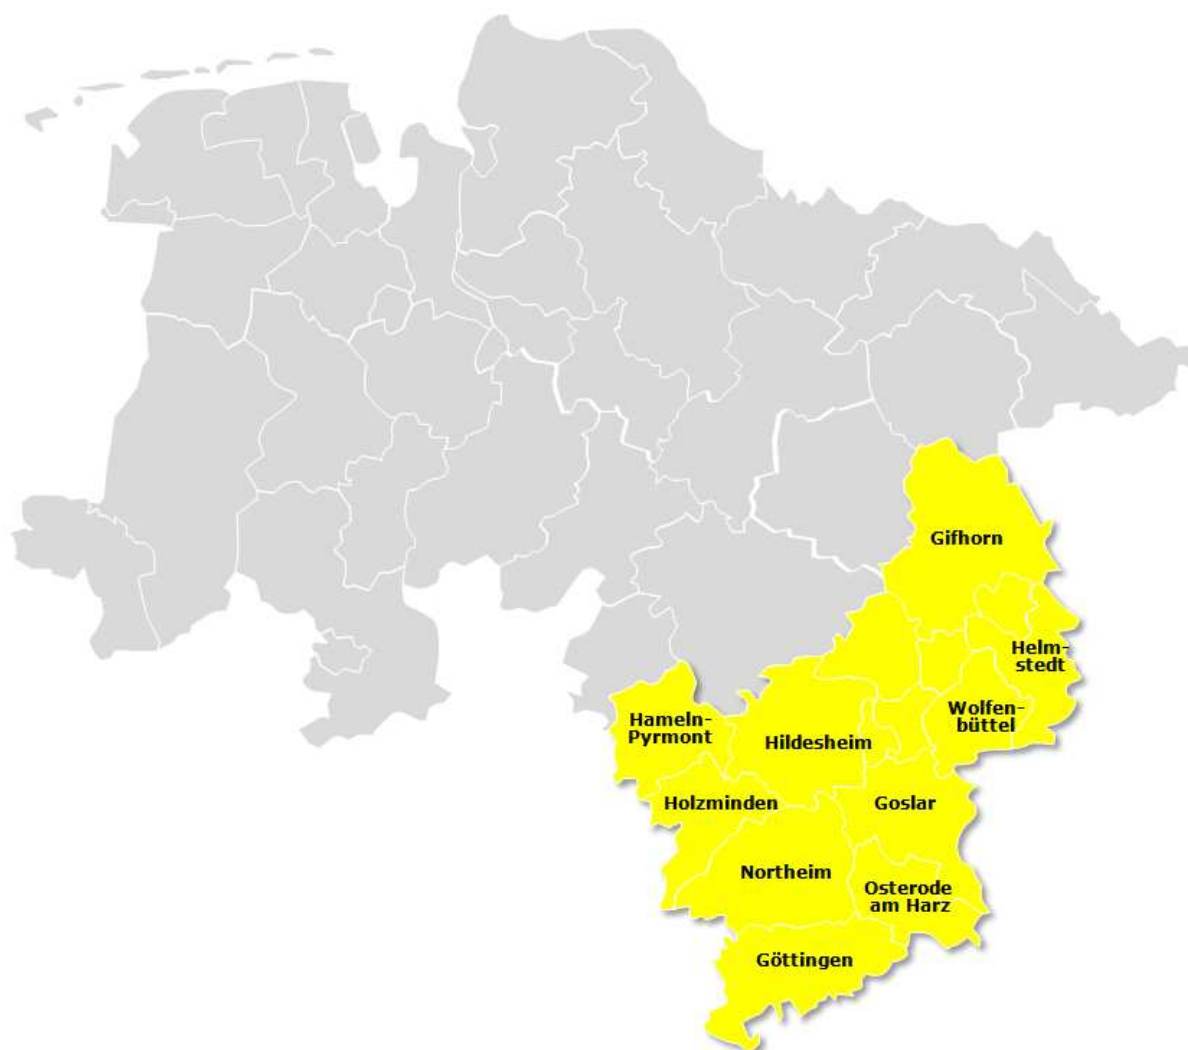 Gifhorn
Helm-
stedt
Wolfen-
büttel
Hameln-
Pyrmont
Hildesheim
Holzminden
Goslar
Northeim
Osterode
am Harz
Göttingen